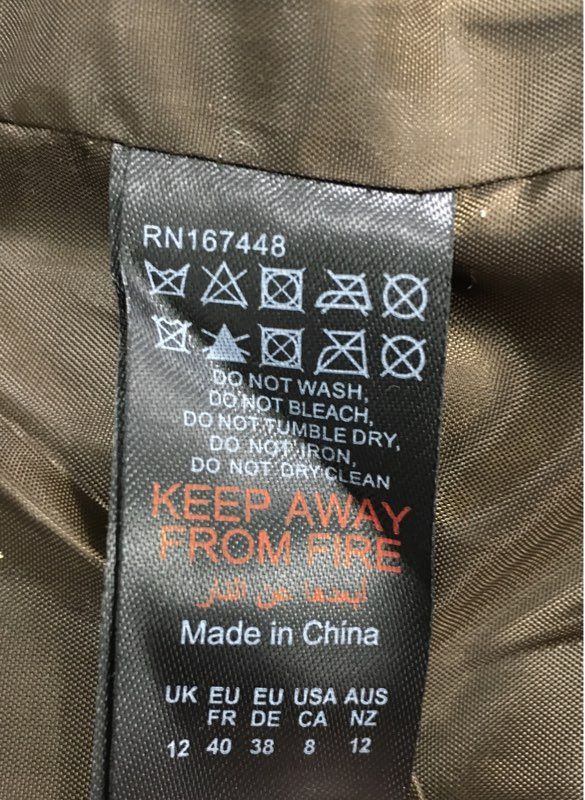 RN167448
DO NOT WASH,
DO NOT BLEACH,
DO NOT TUMBLE DRY,
DO NOT IRON,
DO NOT DRY CLEAN
KEEP AWAY
FROM FIRE
أبعدها عن النار
Made in China
UK EU EU USA AUS
FR DE CA NZ
12 40 38 8 12